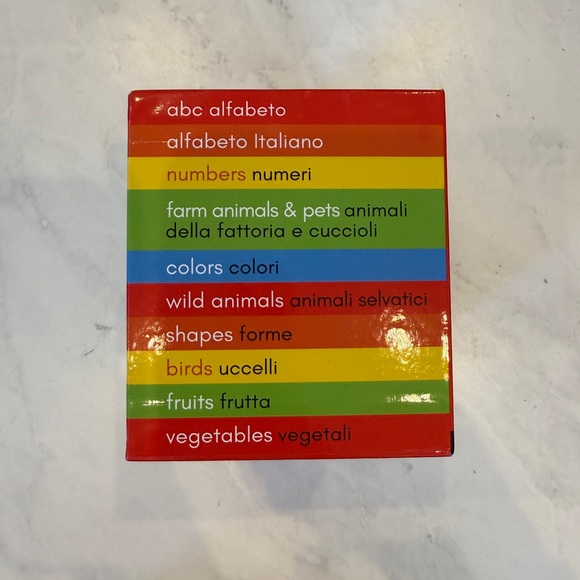 abc alfabeto
alfabeto Italiano
numbers numeri
farm animals & pets animali
della fattoria e cuccioli
colors colori
wild animals animali selvatici
shapes forme
birds uccelli
fruits frutta
vegetables vegetali